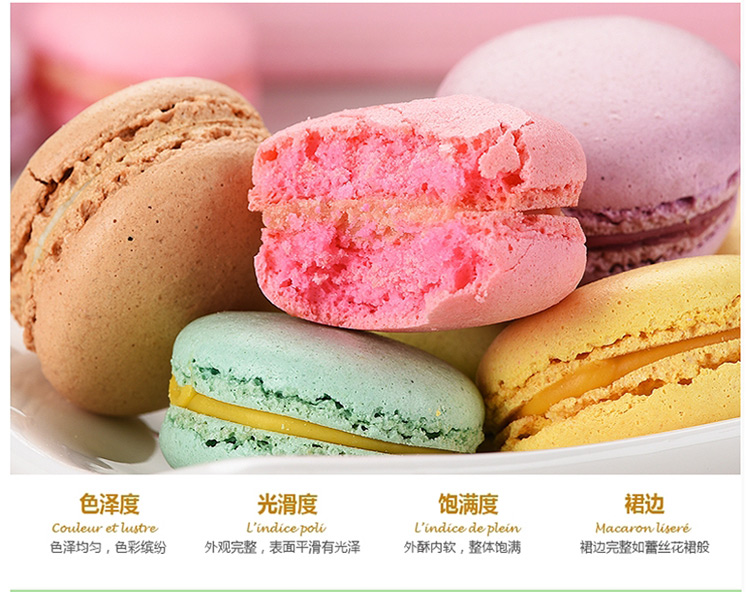 色泽度 光滑度 饱满度 裙边
Couleur et lustre L'indice poli L'indice de plein Macaron liseré
色泽均匀，色彩缤纷 外观完整，表面平滑有光泽 外酥内软，整体饱满 裙边完整如蕾丝花裙般